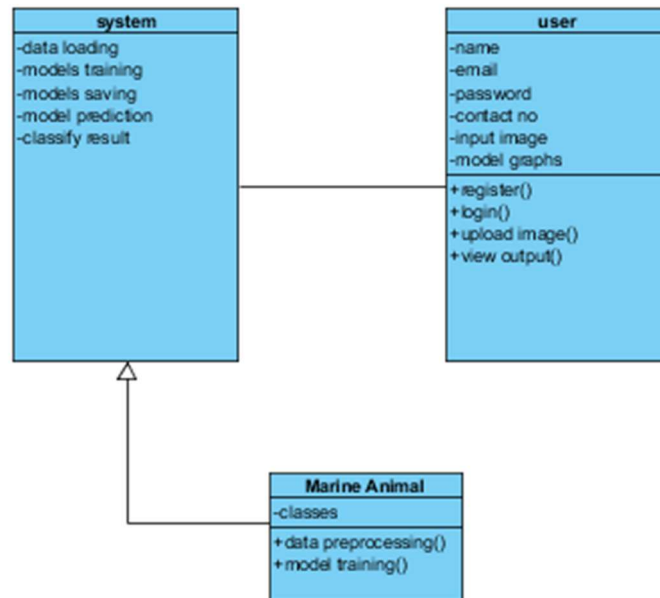 system
-data loading
-models training
-models saving
-model prediction
-classify result
user
-name
-email
-password
-contact no
-input image
-model graphs
+register()
+login()
+upload image()
+view output()
Marine Animal
-classes
+data preprocessing()
+model training()